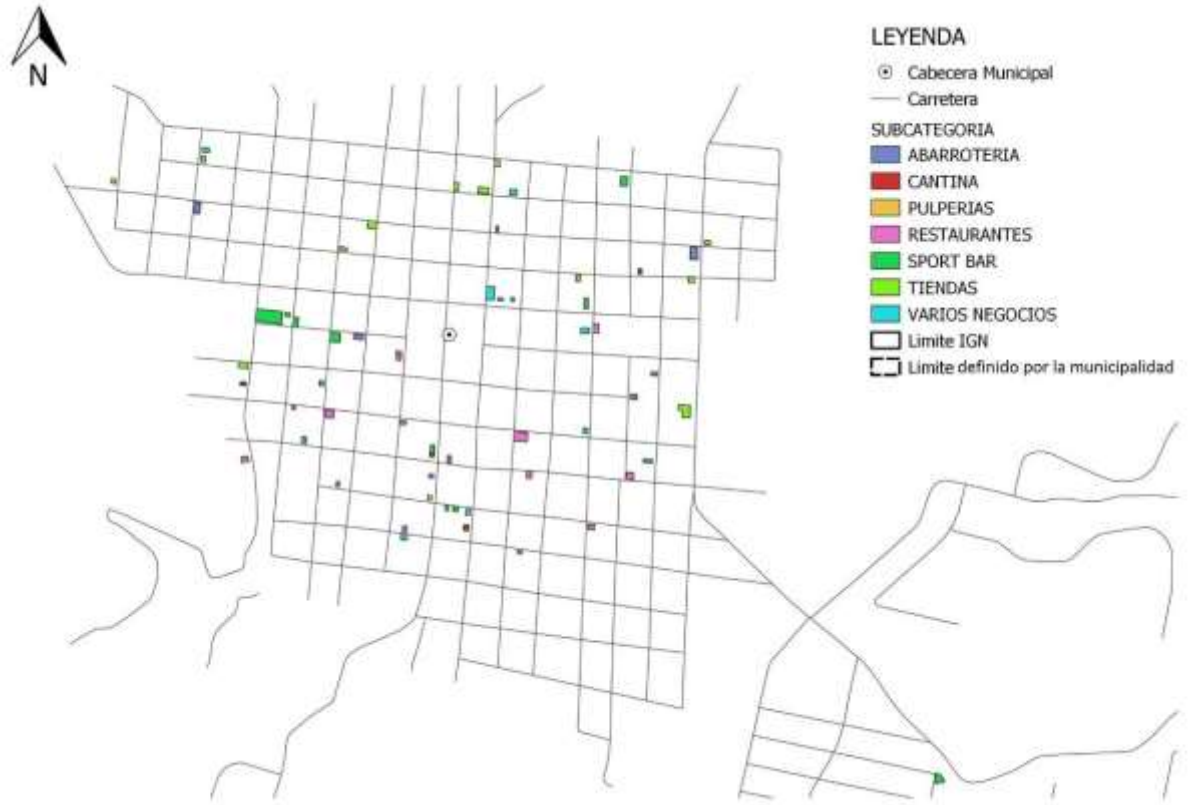 N
LEYENDA
Cabecera Municipal
Carretera
SUBCATEGORIA
ABARROTERIA
CANTINA
PULPERIAS
RESTAURANTES
SPORT BAR
TIENDAS
VARIOS NEGOCIOS
Limite IGN
Limite definido por la municipalidad